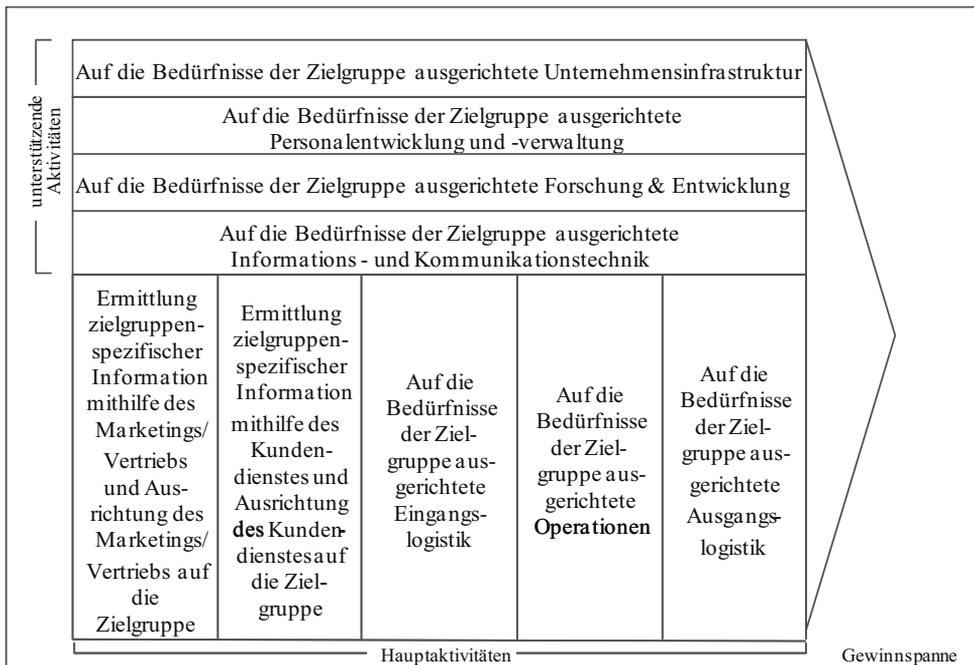 unterstützende
Aktivitäten
Auf die Bedürfnisse der Zielgruppe ausgerichtete Unternehmensinfrastruktur
Auf die Bedürfnisse der Zielgruppe ausgerichtete
Personalentwicklung und -verwaltung
Auf die Bedürfnisse der Zielgruppe ausgerichtete Forschung & Entwicklung
Auf die Bedürfnisse der Zielgruppe ausgerichtete
Informations - und Kommunikationstechnik
Ermittlung
zielgruppen-
spezifischer
Information
mithilfe des
Marketings/
Vertriebs
und Aus-
richtung des
Marketings/
Vertriebs auf
die
Zielgruppe
Ermittlung
zielgruppen-
spezifischer
Information
mithilfe des
Kunden-
dienstes und
Ausrichtung
des Kunden-
dienstes auf
die Ziel-
gruppe
Auf die
Bedürfnisse
der Ziel-
gruppe aus-
gerichtete
Eingangs-
logistik
Auf die
Bedürfnisse
der Ziel-
gruppe aus-
gerichtete
Operationen
Auf die
Bedürfnisse
der Ziel-
gruppe aus-
gerichtete
Ausgangs-
logistik
Hauptaktivitäten
Gewinnspanne